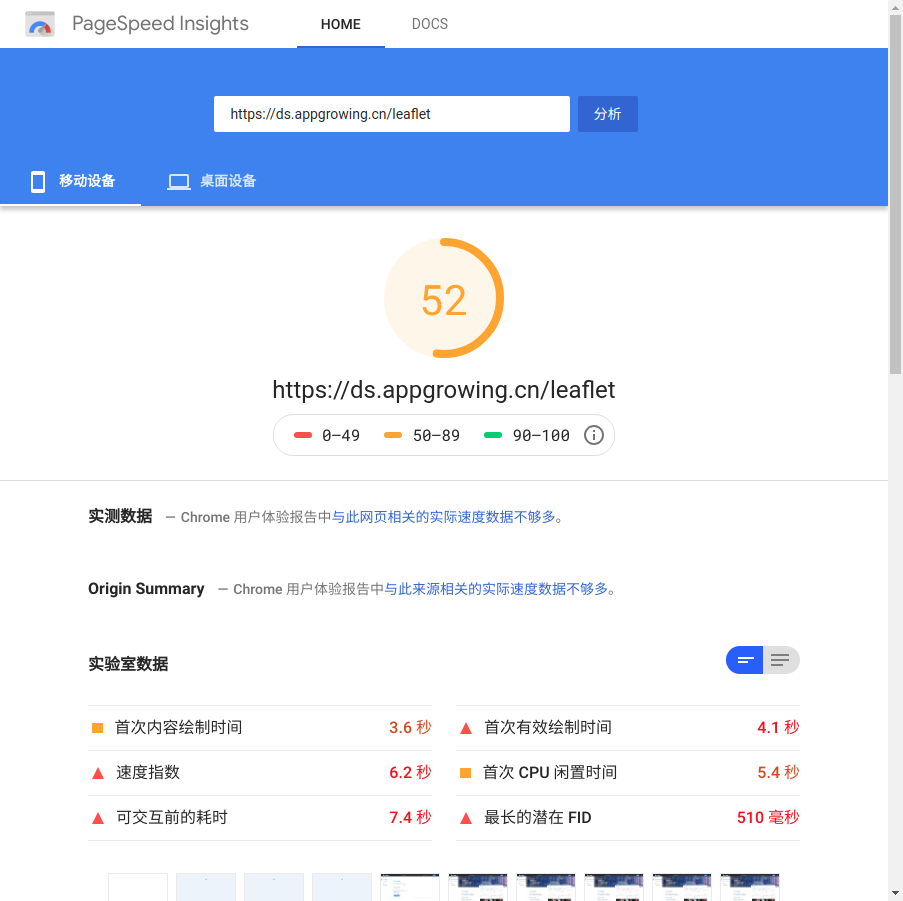 PageSpeed Insights HOME DOCS
https://ds.appgrowing.cn/leaflet 分析
移动设备 桌面设备
52
https://ds.appgrowing.cn/leaflet
0–49 50–89 90–100
实测数据 — Chrome 用户体验报告中与此网页相关的实际速度数据不够多。
Origin Summary — Chrome 用户体验报告中与此来源相关的实际速度数据不够多。
实验室数据
首次内容绘制时间 3.6 秒 首次有效绘制时间 4.1 秒
速度指数 6.2 秒 首次 CPU 闲置时间 5.4 秒
可交互前的耗时 7.4 秒 最长的潜在 FID 510 毫秒